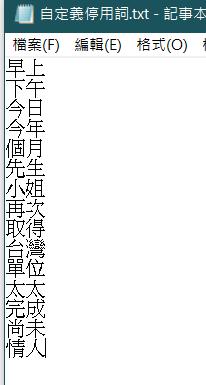 自定義停用詞.txt - 記事本
檔案(F) 編輯(E) 格式(O)
早上
下午
今日
今年
個月
先生
小姐
再次
取得
台灣
單位
太太
完成
尚未
情人